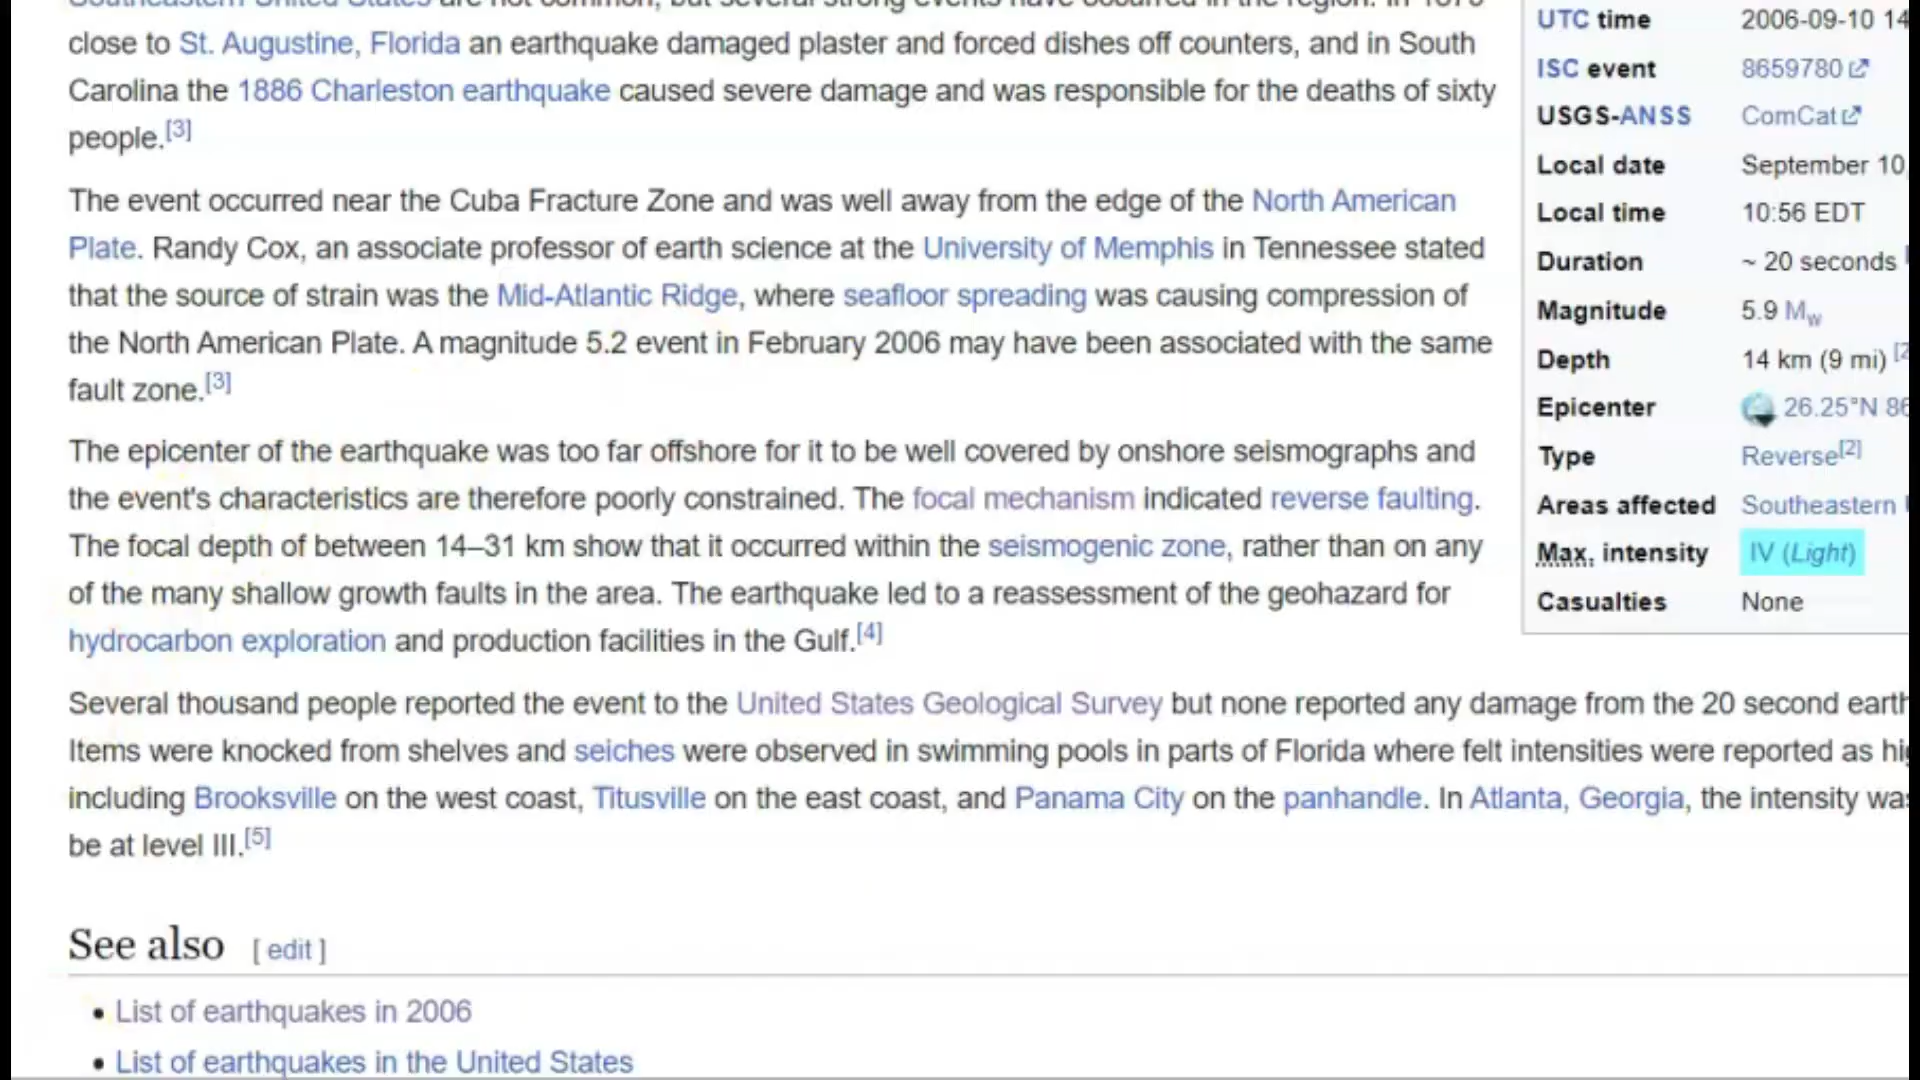 close to St. Augustine, Florida an earthquake damaged plaster and forced dishes off counters, and in South
Carolina the 1886 Charleston earthquake caused severe damage and was responsible for the deaths of sixty
people.[3]
The event occurred near the Cuba Fracture Zone and was well away from the edge of the North American
Plate. Randy Cox, an associate professor of earth science at the University of Memphis in Tennessee stated
that the source of strain was the Mid-Atlantic Ridge, where seafloor spreading was causing compression of
the North American Plate. A magnitude 5.2 event in February 2006 may have been associated with the same
fault zone.[3]
The epicenter of the earthquake was too far offshore for it to be well covered by onshore seismographs and
the event's characteristics are therefore poorly constrained. The focal mechanism indicated reverse faulting.
The focal depth of between 14–31 km show that it occurred within the seismogenic zone, rather than on any
of the many shallow growth faults in the area. The earthquake led to a reassessment of the geohazard for
hydrocarbon exploration and production facilities in the Gulf.[4]
Several thousand people reported the event to the United States Geological Survey but none reported any damage from the 20 second earth
Items were knocked from shelves and seiches were observed in swimming pools in parts of Florida where felt intensities were reported as
including Brooksville on the west coast, Titusville on the east coast, and Panama City on the panhandle. In Atlanta, Georgia, the intensity was
be at level III.[5]
See also [ edit ]
• List of earthquakes in 2006
• List of earthquakes in the United States
UTC time 2006-09-10 14
ISC event 8659780
USGS-ANSS ComCat
Local date September 10,
Local time 10:56 EDT
Duration ~ 20 seconds
Magnitude 5.9 Mw
Depth 14 km (9 mi) [2
Epicenter 26.25°N 86
Type Reverse[2]
Areas affected Southeastern
Max. intensity IV (Light)
Casualties None